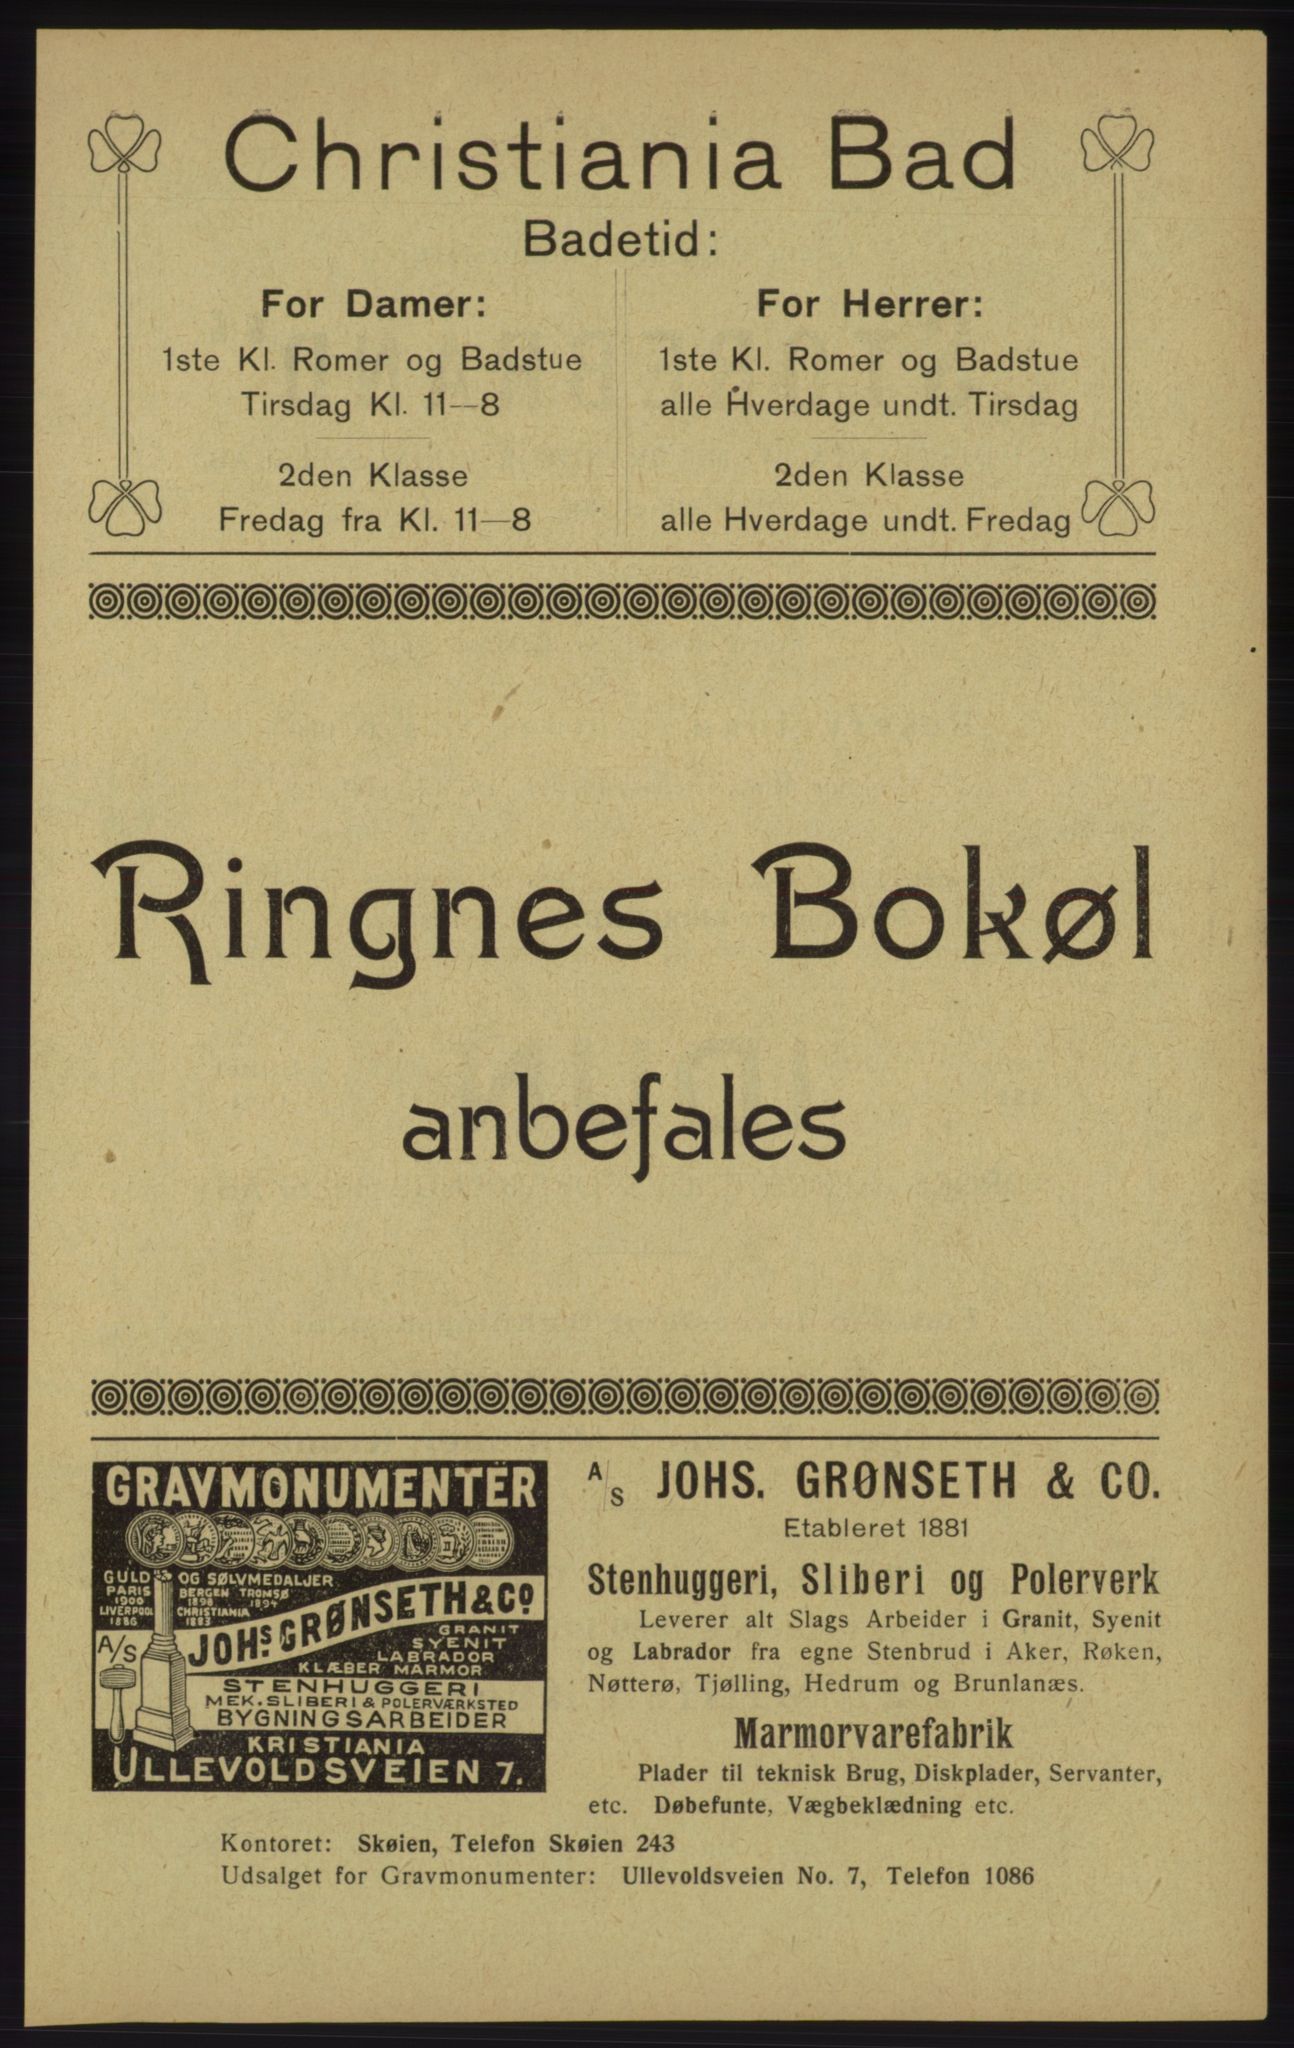 Christiania Bad
Badetid:
For Damer:
1ste Kl. Romer og Badstue
Tirsdag Kl. 11—8
2den Klasse
Fredag fra Kl. 11—8
For Herrer:
1ste Kl. Romer og Badstue
alle Hverdage undt. Tirsdag
2den Klasse
alle Hverdage undt. Fredag
Ringnes Bokøl
anbefales
GRAVMONUMENTER
GULD OG SØLVMEDALJER
PARIS BERGEN TROMSØ
1900 1898 1894
LIVERPOOL CHRISTIANIA
1886 1883
A/S JOHS. GRØNSETH & CO.
GRANIT
SYENIT
LABRADOR
KLÆBER MARMOR
STENHUGGERI
MEK. SLIBERI & POLERVÆRKSTED
BYGNINGSARBEIDER
KRISTIANIA
ULLEVOLDSVEIEN 7.
A/S JOHS. GRØNSETH & CO.
Etableret 1881
Stenhuggeri, Sliberi og Polerverk
Leverer alt Slags Arbeider i Granit, Syenit
og Labrador fra egne Stenbrud i Aker, Røken,
Nøtterø, Tjølling, Hedrum og Brunlanæs.
Marmorvarefabrik
Plader til teknisk Brug, Diskplader, Servanter,
etc. Døbefunte, Vægbeklædning etc.
Kontoret: Skøien, Telefon Skøien 243
Udsalget for Gravmonumenter: Ullevoldsveien No. 7, Telefon 1086